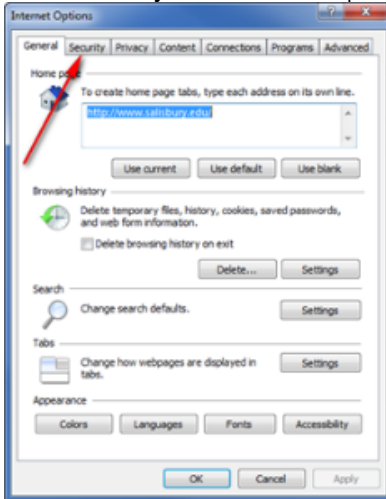 Internet Options
General Security Privacy Content Connections Programs Advanced
Home page
To create home page tabs, type each address on its own line.
http://www.salisbury.edu/
Use current Use default Use blank
Browsing history
Delete temporary files, history, cookies, saved passwords,
and web form information.
Delete browsing history on exit
Delete... Settings
Search
Change search defaults. Settings
Tabs
Change how webpages are displayed in
tabs. Settings
Appearance
Colors Languages Fonts Accessibility
OK Cancel Apply